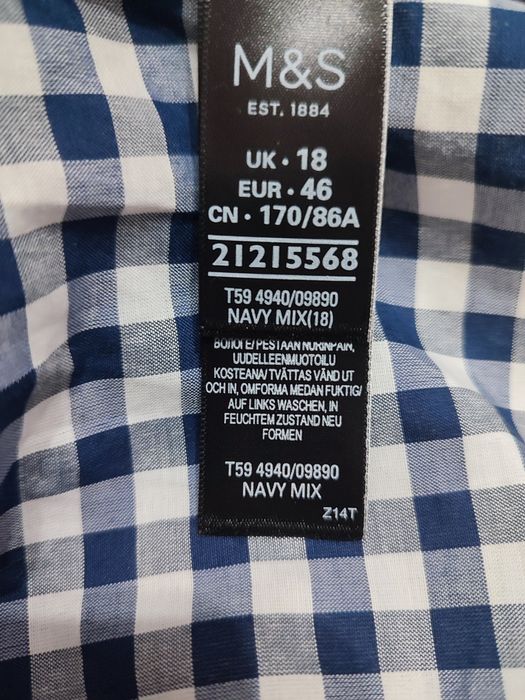 M&S
EST. 1884
UK • 18
EUR • 46
CN • 170/86A
21215568
T59 4940/09890
NAVY MIX(18)
NURINPÄIN,
UUDELLEENMUOTOILU
KOSTEANA/TVÄTTAS VÄND UT
OCH IN, OMFORMA MEDAN FUKTIG/
AUF LINKS WASCHEN, IN
FEUCHTEM ZUSTAND NEU
FORMEN
T59 4940/09890
NAVY MIX
Z14T